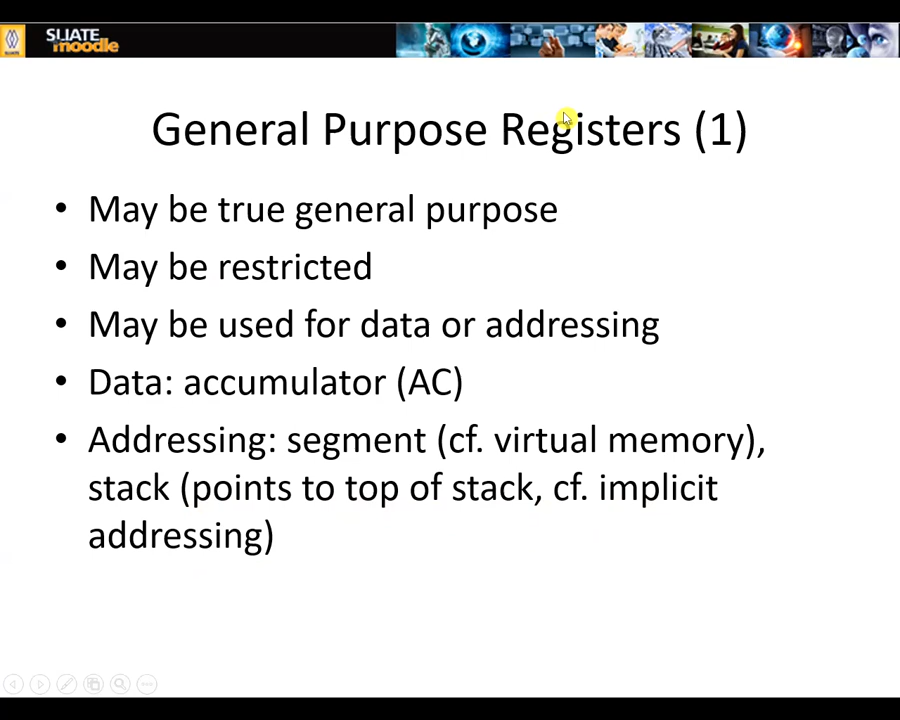 SLIATE
moodle
General Purpose Registers (1)
• May be true general purpose
• May be restricted
• May be used for data or addressing
• Data: accumulator (AC)
• Addressing: segment (cf. virtual memory),
stack (points to top of stack, cf. implicit
addressing)